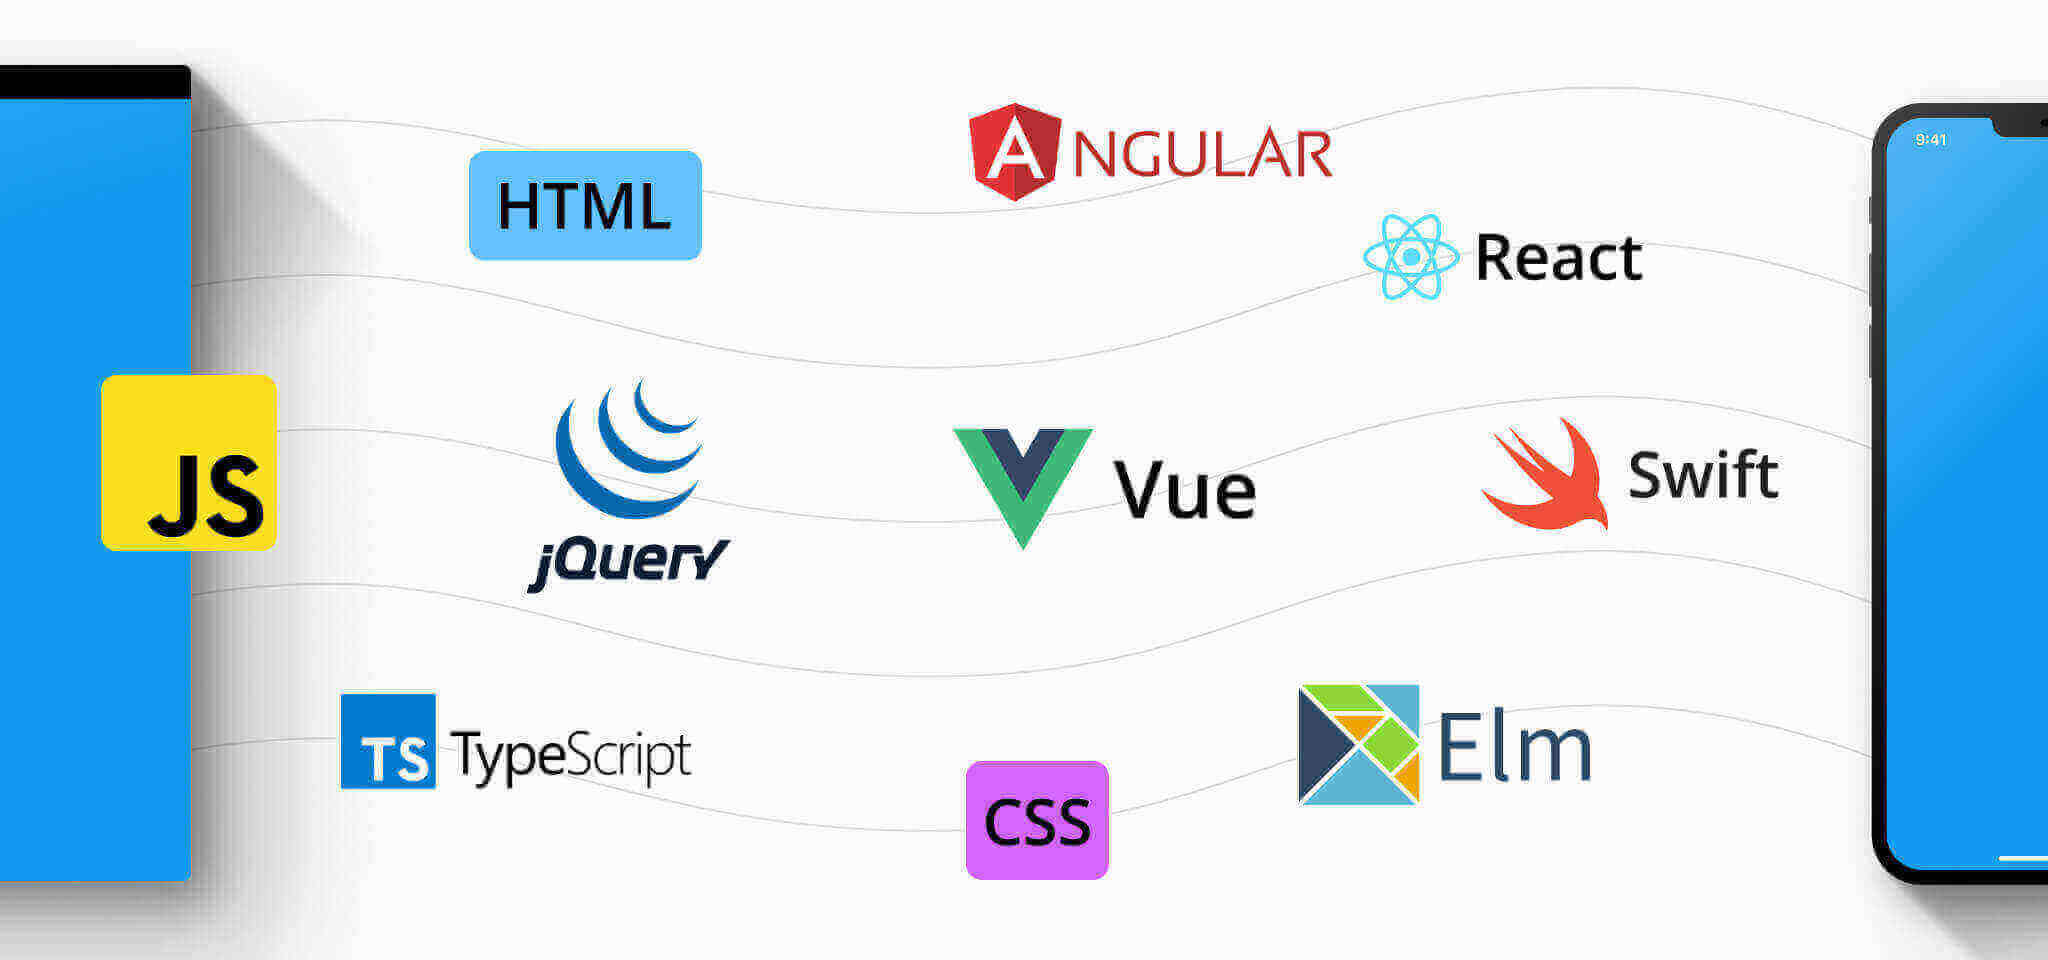 HTML
ANGULAR
9:41
React
JS
jQuery
Vue
Swift
TS TypeScript
CSS
Elm